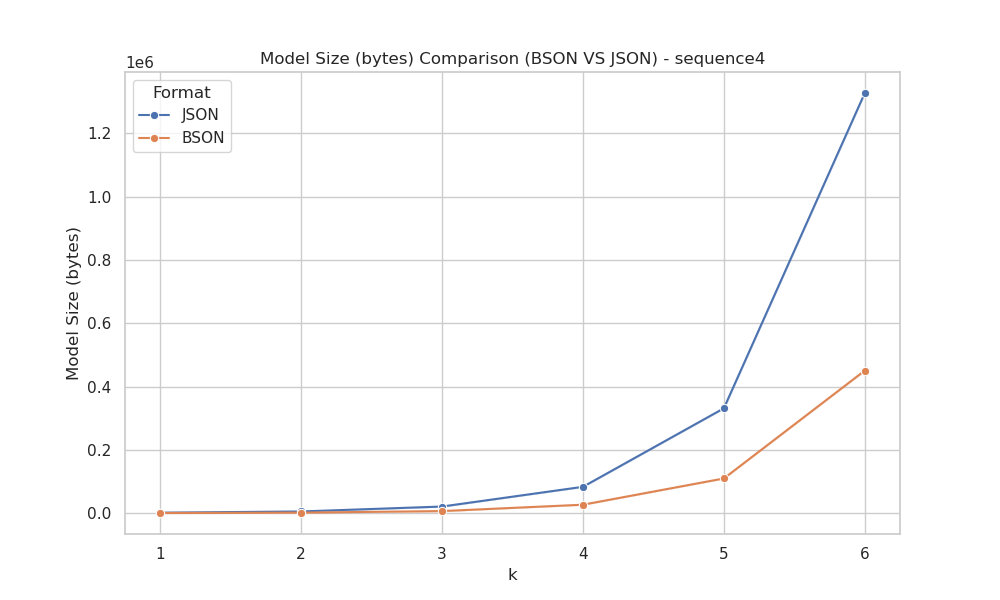 Model Size (bytes) Comparison (BSON VS JSON) - sequence4
1e6
Format
JSON
BSON
1.2
1.0
0.8
0.6
0.4
0.2
0.0
Model Size (bytes)
1 2 3 4 5 6
k